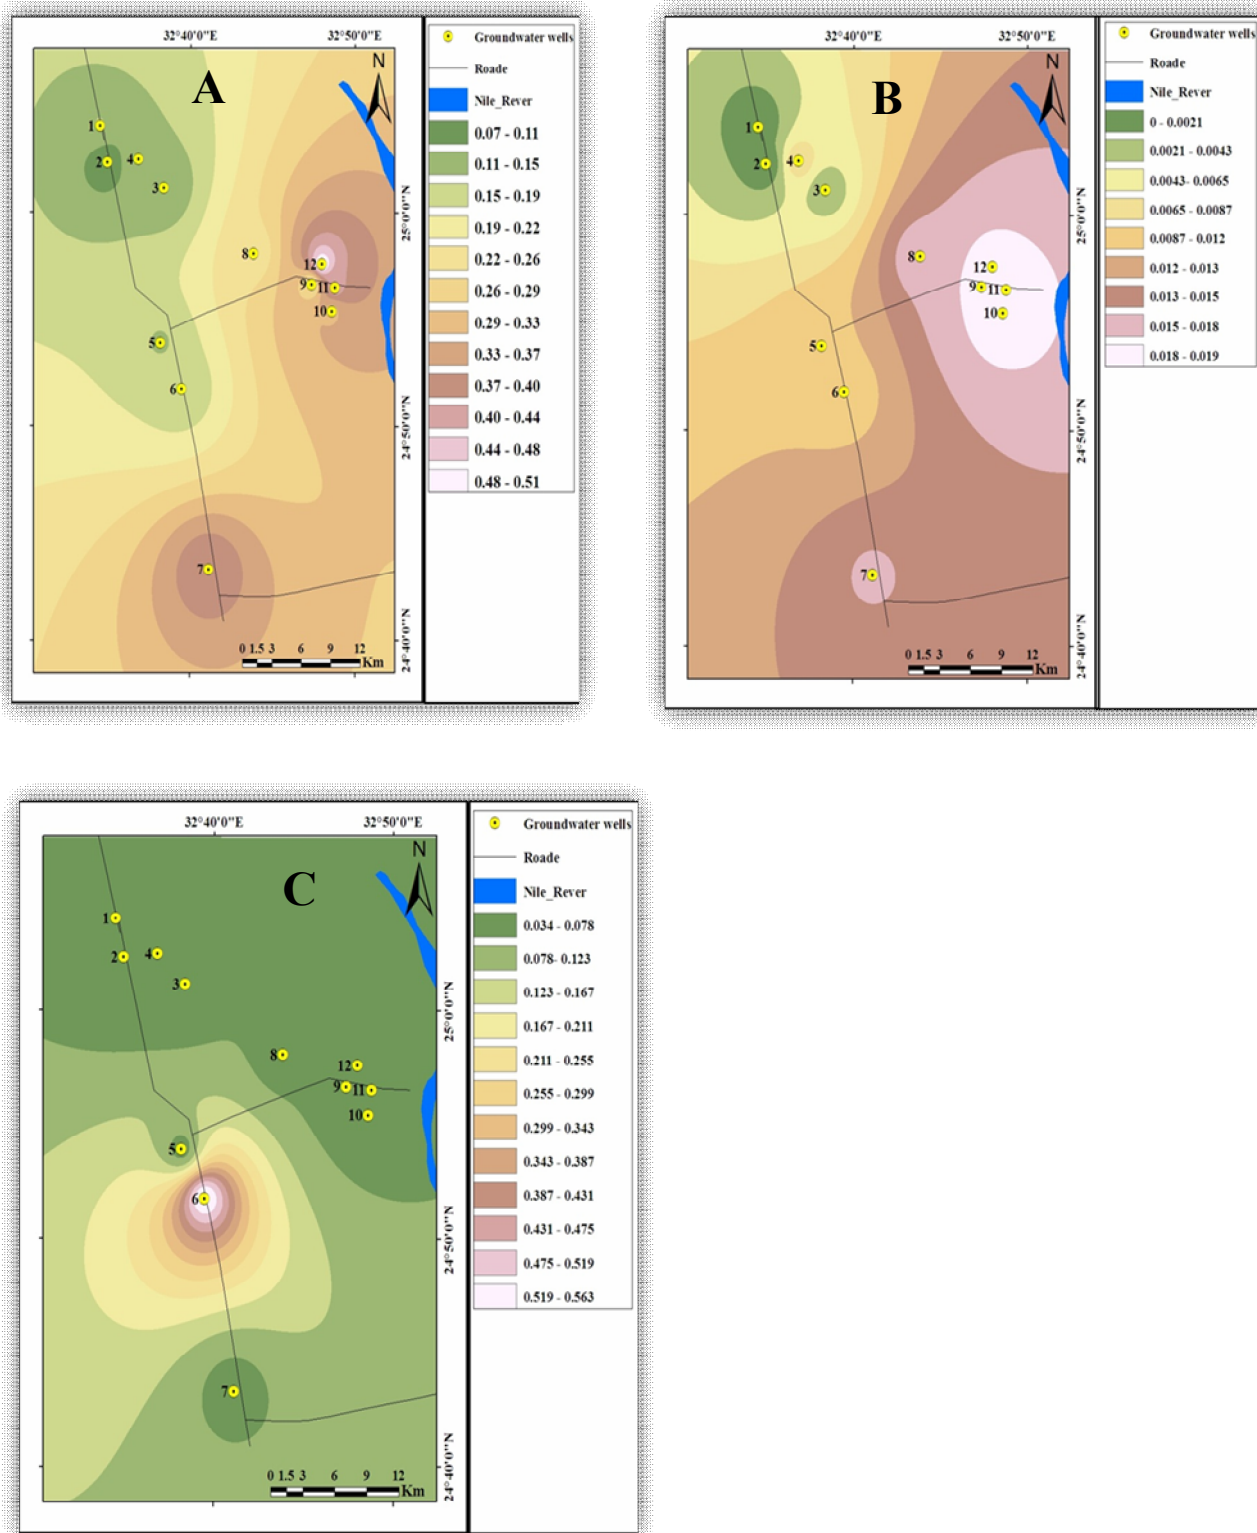 32°40'0"E 32°50'0"E
A
N
Groundwater wells
Roade
Nile_Rever
0.07 - 0.11
0.11 - 0.15
0.15 - 0.19
0.19 - 0.22
0.22 - 0.26
0.26 - 0.29
0.29 - 0.33
0.33 - 0.37
0.37 - 0.40
0.40 - 0.44
0.44 - 0.48
0.48 - 0.51
1
2
4
3
8
12
9
11
10
5
6
7
25°0'0"N
24°50'0"N
24°40'0"N
0 1.5 3 6 9 12
Km
32°40'0"E 32°50'0"E
B
N
Groundwater wells
Roade
Nile_Rever
0 - 0.0021
0.0021 - 0.0043
0.0043- 0.0065
0.0065 - 0.0087
0.0087 - 0.012
0.012 - 0.013
0.013 - 0.015
0.015 - 0.018
0.018 - 0.019
1
2
4
3
8
12
9
11
10
5
6
7
25°0'0"N
24°50'0"N
24°40'0"N
0 1.5 3 6 9 12
Km
32°40'0"E 32°50'0"E
C
N
Groundwater wells
Roade
Nile_Rever
0.034 - 0.078
0.078- 0.123
0.123 - 0.167
0.167 - 0.211
0.211 - 0.255
0.255 - 0.299
0.299 - 0.343
0.343 - 0.387
0.387 - 0.431
0.431 - 0.475
0.475 - 0.519
0.519 - 0.563
1
2
4
3
8
12
9
11
10
5
6
7
25°0'0"N
24°50'0"N
24°40'0"N
0 1.5 3 6 9 12
Km